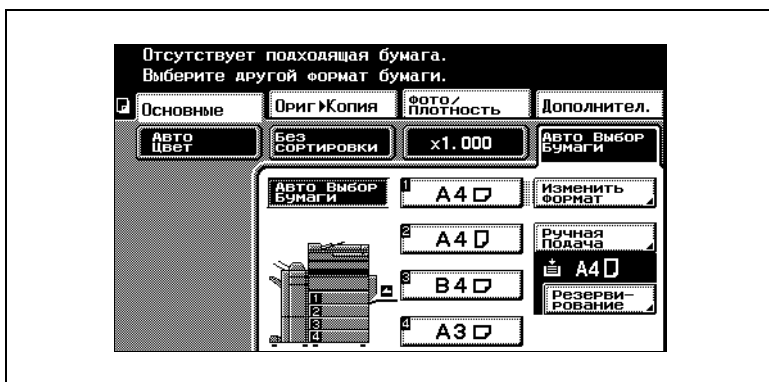 Отсутствует подходящая бумага.
Выберите другой формат бумаги.
Основные
Ориг▶Копия
Фото/
Плотность
Дополнител.
Авто
Цвет
Без
сортировки
x1.000
Авто Выбор
Бумаги
Авто Выбор
Бумаги
1 A4
Изменить
Формат
2 A4
Ручная
Подача
A4
3 B4
Резерви-
рование
4 A3
1
2
3
4